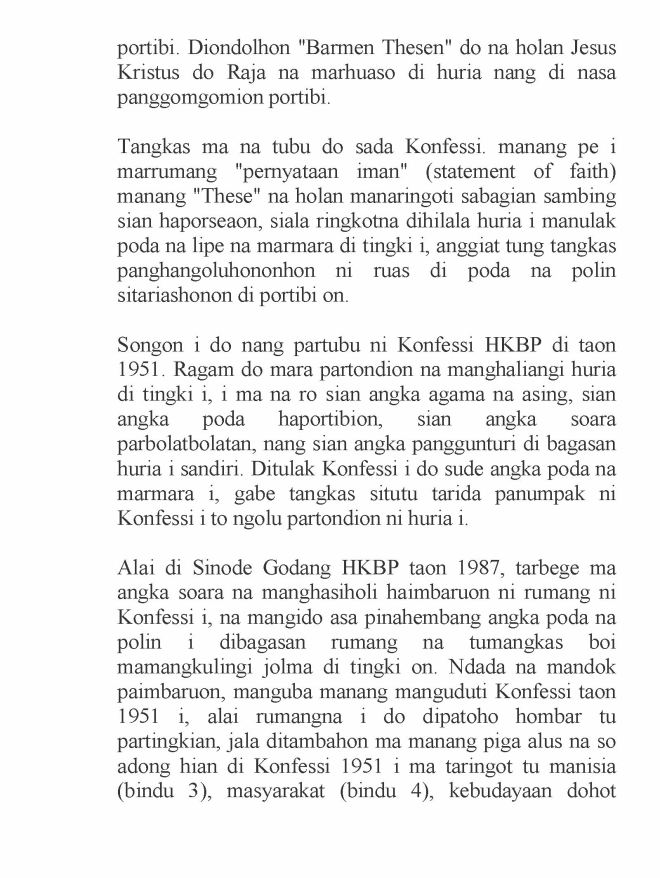 portibi. Diondolhon "Barmen Thesen" do na holan Jesus
Kristus do Raja na marhuaso di huria nang di nasa
panggomgomion portibi.
Tangkas ma na tubu do sada Konfessi. manang pe i
marrumang "pernyataan iman" (statement of faith)
manang "These" na holan manaringoti sabagian sambing
sian haporseaon, siala ringkotna dihilala huria i manulak
poda na lipe na marmara di tingki i, anggiat tung tangkas
panghangoluhononhon ni ruas di poda na polin
sitariashonon di portibi on.
Songon i do nang partubu ni Konfessi HKBP di taon
1951. Ragam do mara partondion na manghaliangi huria
di tingki i, i ma na ro sian angka agama na asing, sian
angka poda haportibion, sian angka soara
parbolatbolatan, nang sian angka panggunturi di bagasan
huria i sandiri. Ditulak Konfessi i do sude angka poda na
marmara i, gabe tangkas situtu tarida panumpak ni
Konfessi i to ngolu partondion ni huria i.
Alai di Sinode Godang HKBP taon 1987, tarbege ma
angka soara na manghasiholi haimbaruon ni rumang ni
Konfessi i, na mangido asa pinahembang angka poda na
polin i dibagasan rumang na tumangkas boi
mamangkulingi jolma di tingki on. Ndada na mandok
paimbaruon, manguba manang manguduti Konfessi taon
1951 i, alai rumangna i do dipatoho hombar tu
partingkian, jala ditambahon ma manang piga alus na so
adong hian di Konfessi 1951 i ma taringot tu manisia
(bindu 3), masyarakat (bindu 4), kebudayaan dohot